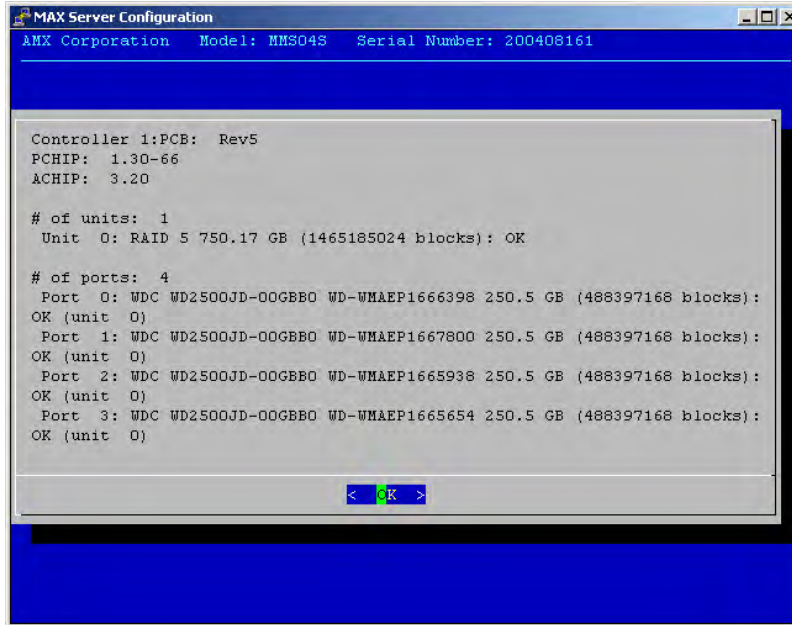 MAX Server Configuration
AMX Corporation Model: MMS04S Serial Number: 200408161
Controller 1:PCB: Rev5
PCHIP: 1.30-66
ACHIP: 3.20
# of units: 1
Unit 0: RAID 5 750.17 GB (1465185024 blocks): OK
# of ports: 4
Port 0: WDC WD2500JD-00GBB0 WD-WMAEP1666398 250.5 GB (488397168 blocks):
OK (unit 0)
Port 1: WDC WD2500JD-00GBB0 WD-WMAEP1667800 250.5 GB (488397168 blocks):
OK (unit 0)
Port 2: WDC WD2500JD-00GBB0 WD-WMAEP1665938 250.5 GB (488397168 blocks):
OK (unit 0)
Port 3: WDC WD2500JD-00GBB0 WD-WMAEP1665654 250.5 GB (488397168 blocks):
OK (unit 0)
< OK >